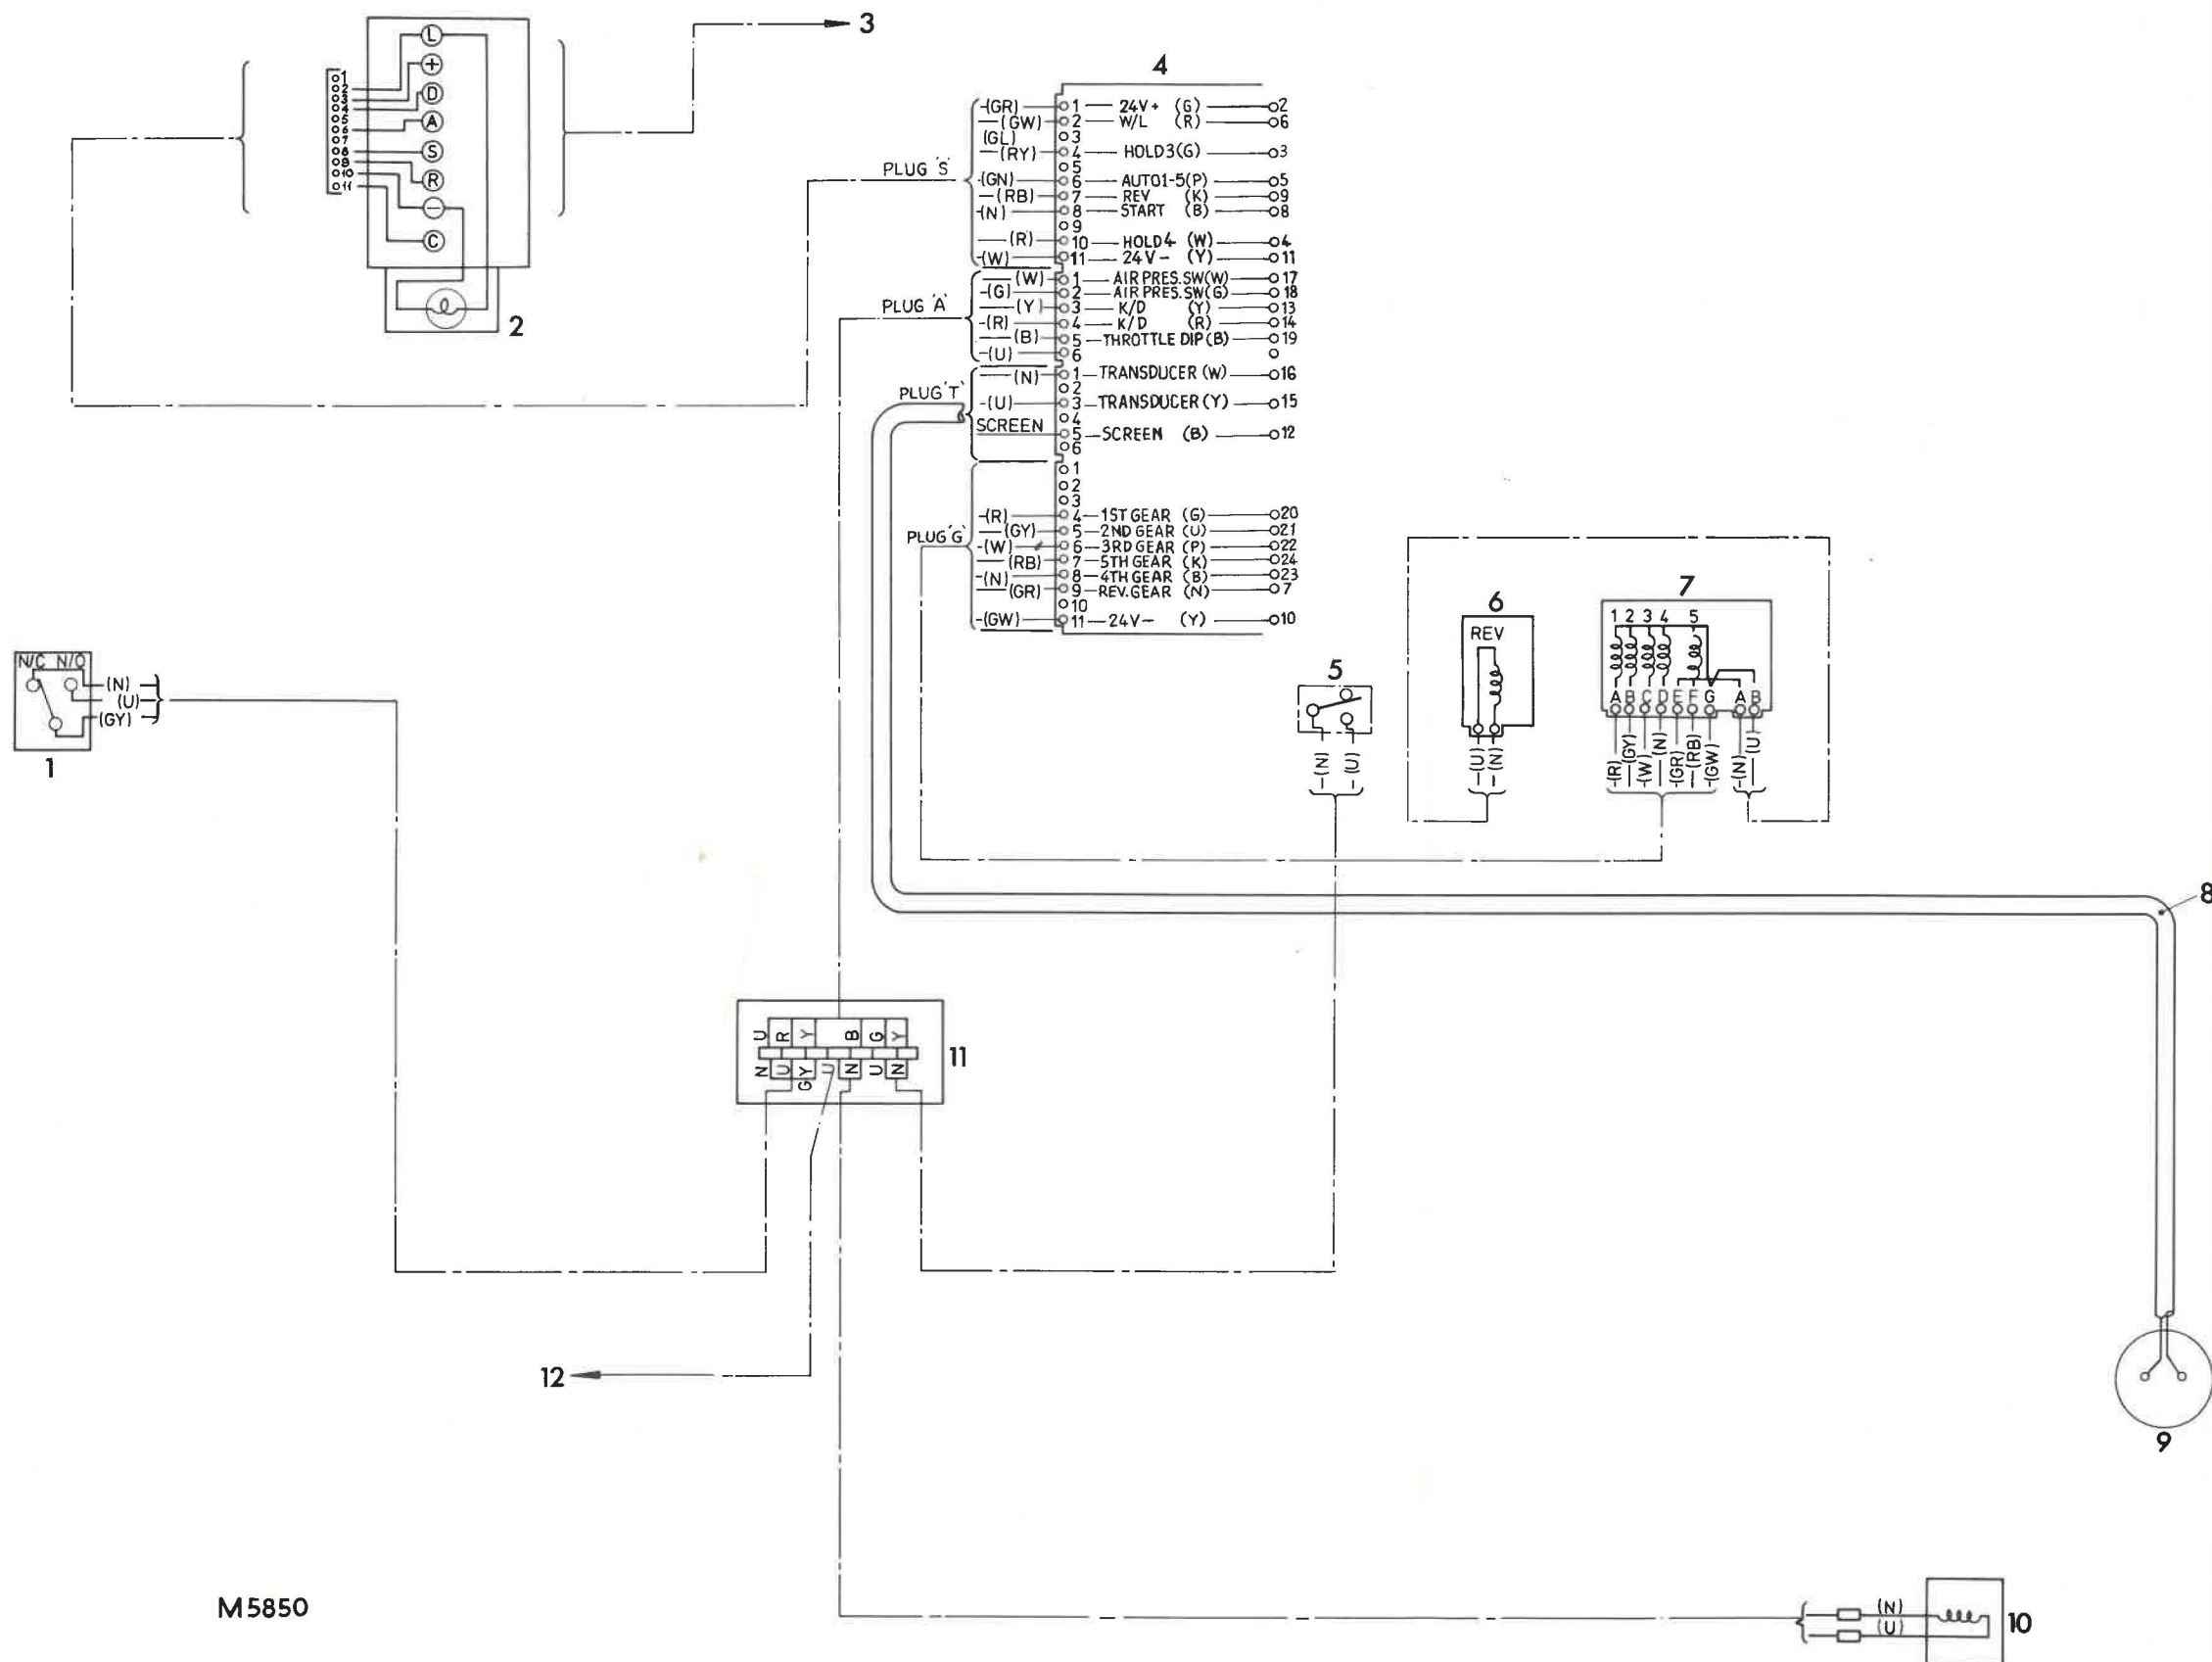 3
L
+
D
A
S
R
−
C
1
2
3
4
5
6
7
8
9
10
11
2
4
PLUG 'S'
(GR) 1 24V+ (G) 2
(GW) 2 W/L (R) 6
(GL) 3
(RY) 4 HOLD3(G) 3
5
(GN) 6 AUTO1-5(P) 5
(RB) 7 REV (K) 9
(N) 8 START (B) 8
9
(R) 10 HOLD4 (W) 4
(W) 11 24V- (Y) 11
PLUG 'A'
(W) 1 AIR PRES.SW(W) 17
(G) 2 AIR PRES.SW(G) 18
(Y) 3 K/D (Y) 13
(R) 4 K/D (R) 14
(B) 5 THROTTLE DIP(B) 19
(U) 6
PLUG 'T'
(N) 1 TRANSDUCER (W) 16
2
(U) 3 TRANSDUCER (Y) 15
4
SCREEN 5 SCREEN (B) 12
6
PLUG 'G'
1
2
3
(R) 4 1ST GEAR (G) 20
(GY) 5 2ND GEAR (U) 21
(W) 6 3RD GEAR (P) 22
(RB) 7 5TH GEAR (K) 24
(N) 8 4TH GEAR (B) 23
(GR) 9 REV.GEAR (N) 7
10
(GW) 11 24V- (Y) 10
N/C N/O
(N)
(U)
(GY)
1
5
(N) (U)
6
REV
(U) (N)
7
1 2 3 4 5
A B C D E F G A B
(R) (GY) (W) (N) (GR) (RB) (GW) (N) (U)
8
U R Y B G Y
N U GY U N U N
11
12
9
M5850
(N)
(U)
10